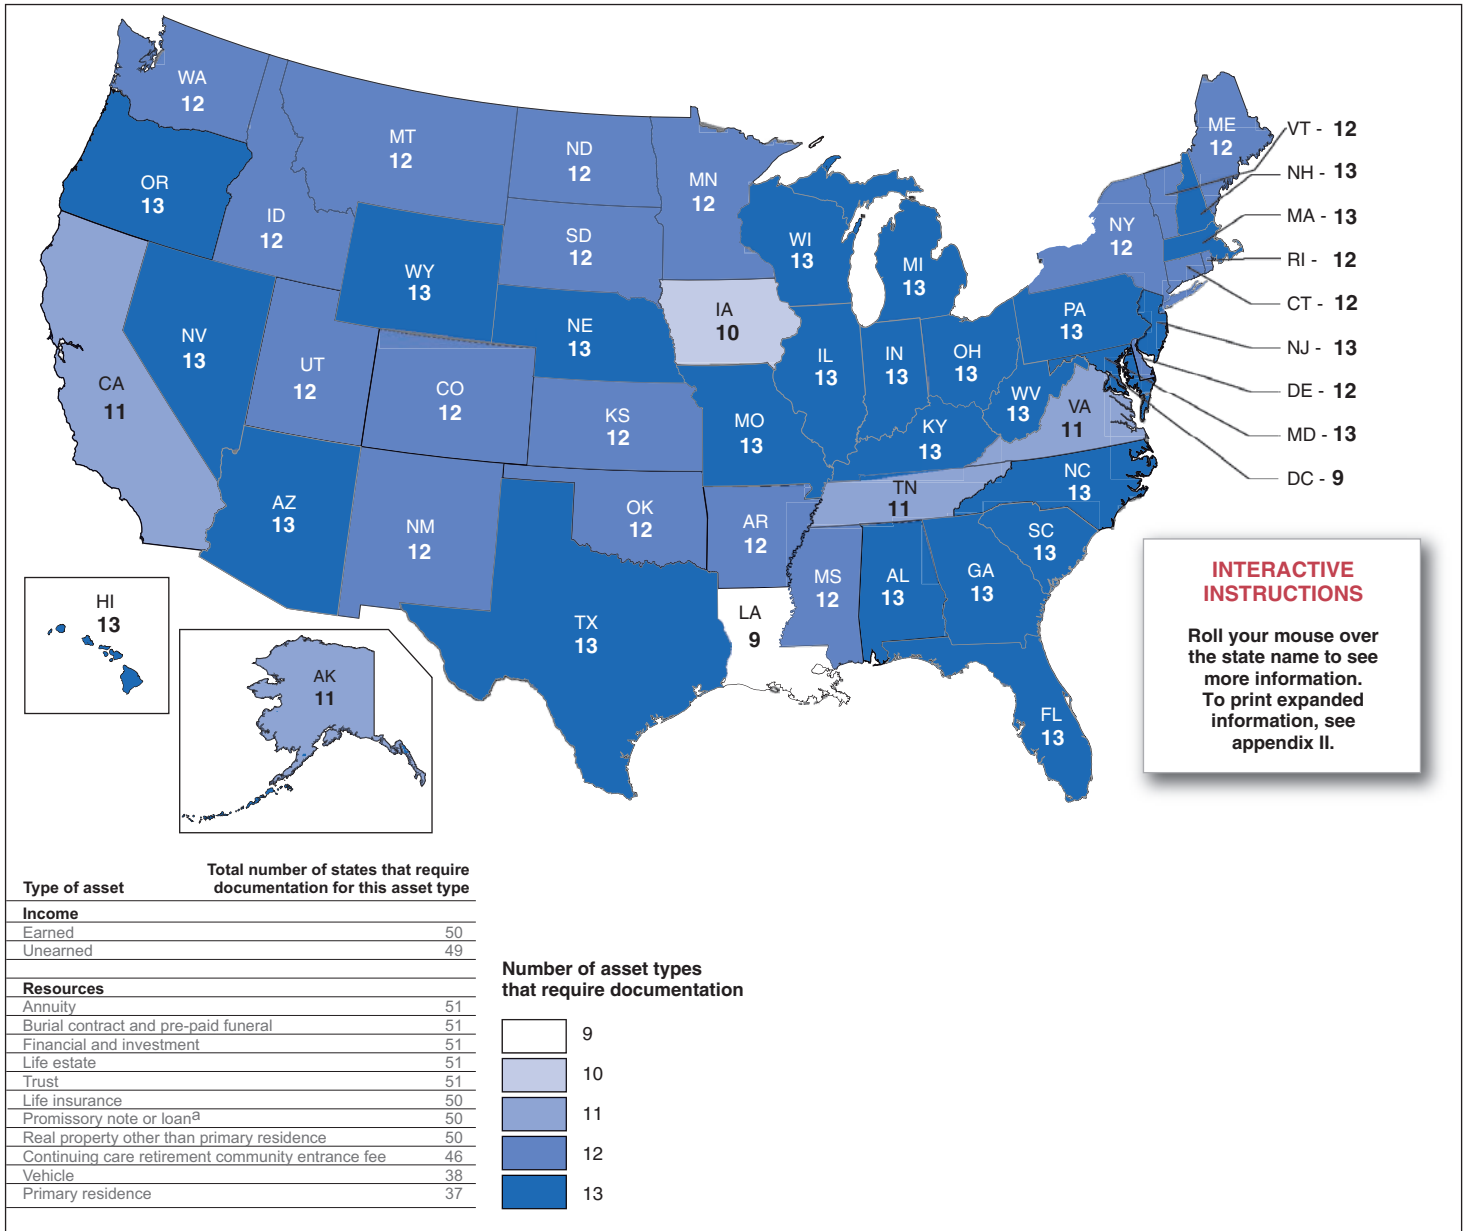 WA
12
MT
12
ND
12
MN
12
ME
12
VT - 12
NH - 13
MA - 13
RI - 12
CT - 12
NJ - 13
DE - 12
MD - 13
DC - 9
OR
13
ID
12
SD
12
WI
13
MI
13
NY
12
WY
13
IA
10
PA
13
NV
13
NE
13
UT
12
CO
12
IL
13
IN
13
OH
13
WV
13
VA
11
CA
11
KS
12
MO
13
KY
13
NC
13
TN
11
AZ
13
NM
12
OK
12
AR
12
SC
13
MS
12
AL
13
GA
13
LA
9
TX
13
FL
13
HI
13
AK
11
INTERACTIVE
INSTRUCTIONS
Roll your mouse over
the state name to see
more information.
To print expanded
information, see
appendix II.
Total number of states that require
Type of asset documentation for this asset type
Income
Earned 50
Unearned 49
Resources
Annuity 51
Burial contract and pre-paid funeral 51
Financial and investment 51
Life estate 51
Trust 51
Life insurance 50
Promissory note or loanª 50
Real property other than primary residence 50
Continuing care retirement community entrance fee 46
Vehicle 38
Primary residence 37
Number of asset types
that require documentation
9
10
11
12
13